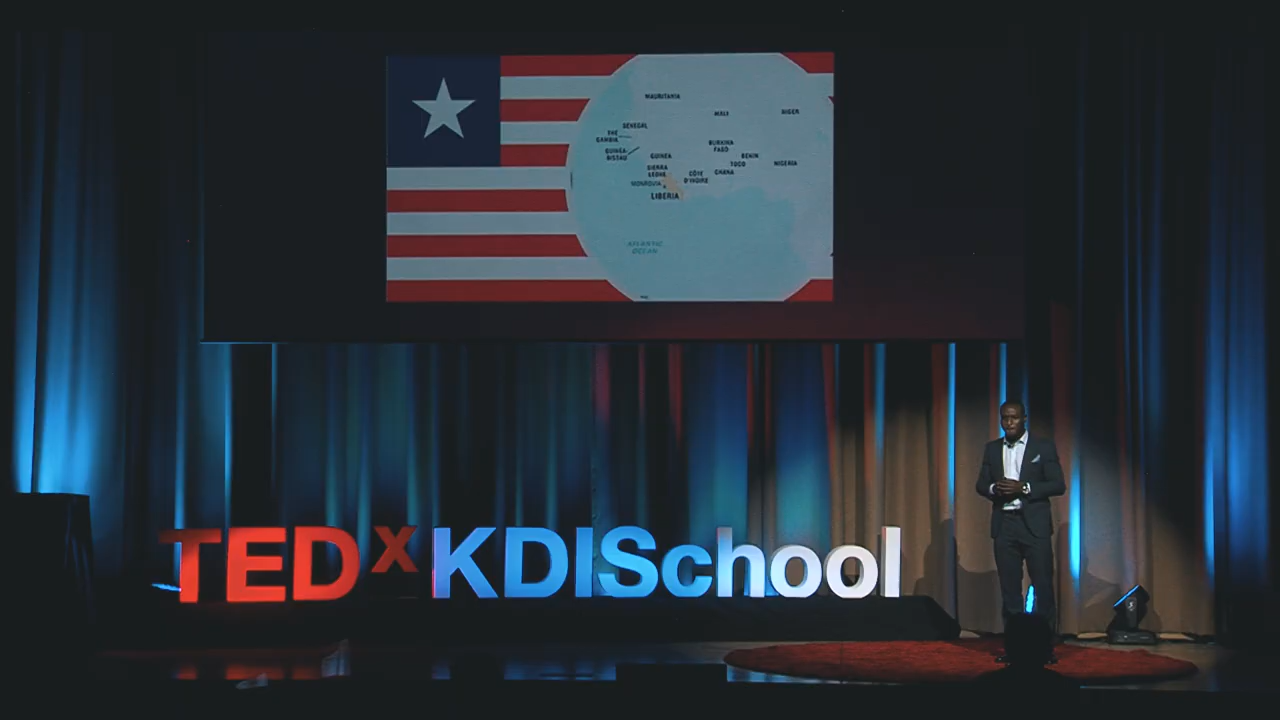 MAURITANIA
MALI
NIGER
SENEGAL
THE
GAMBIA
GUINEA-
BISSAU
GUINEA
BURKINA
FASO
BENIN
TOGO
GHANA
NIGERIA
SIERRA
LEONE
CÔTE
D'IVOIRE
MONROVIA
LIBERIA
ATLANTIC
OCEAN
TEDxKDISchool